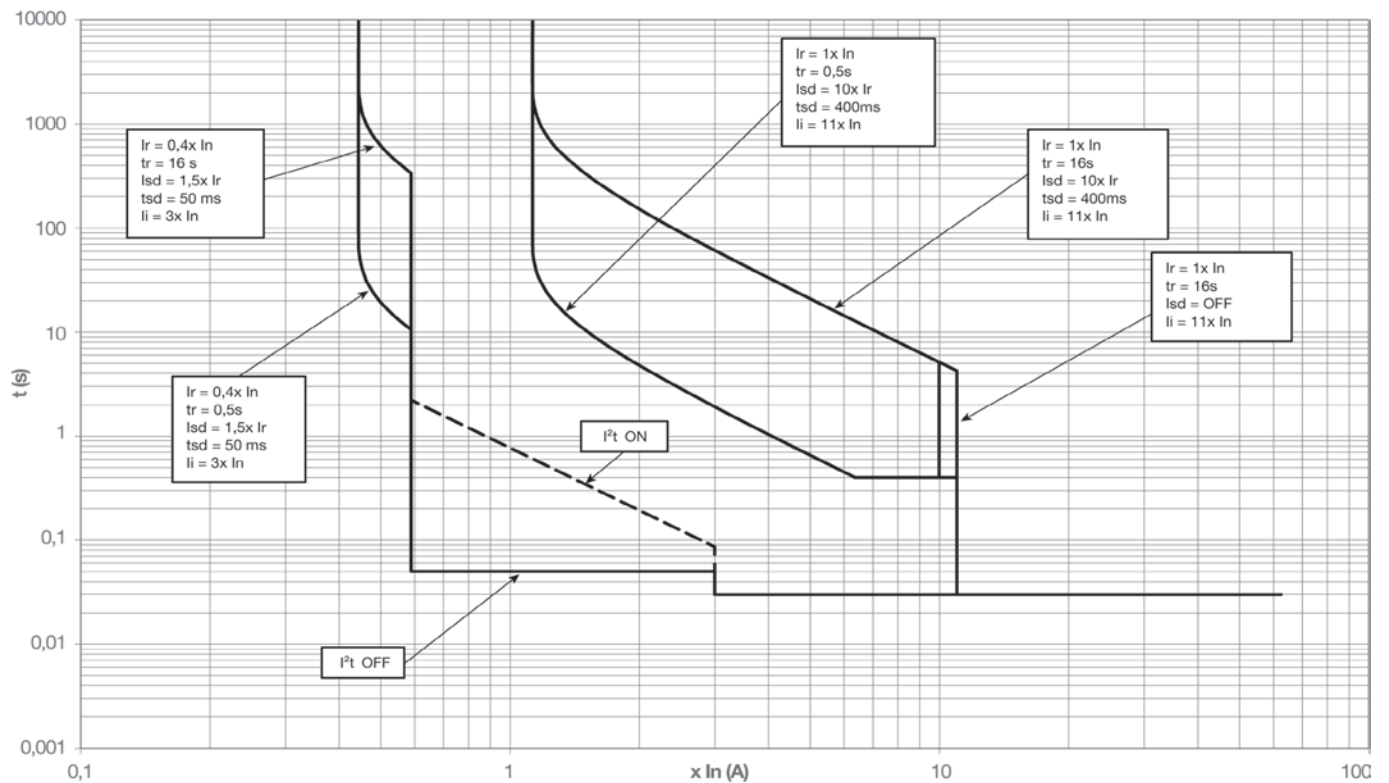 10000
1000
100
10
1
0,1
0,01
0,001
t (s)
0,1
1
10
100
x In (A)
Ir = 0,4x In
tr = 16 s
Isd = 1,5x Ir
tsd = 50 ms
Ii = 3x In
Ir = 0,4x In
tr = 0,5s
Isd = 1,5x Ir
tsd = 50 ms
Ii = 3x In
Ir = 1x In
tr = 0,5s
Isd = 10x Ir
tsd = 400ms
Ii = 11x In
Ir = 1x In
tr = 16s
Isd = 10x Ir
tsd = 400ms
Ii = 11x In
Ir = 1x In
tr = 16s
Isd = OFF
Ii = 11x In
I²t ON
I²t OFF